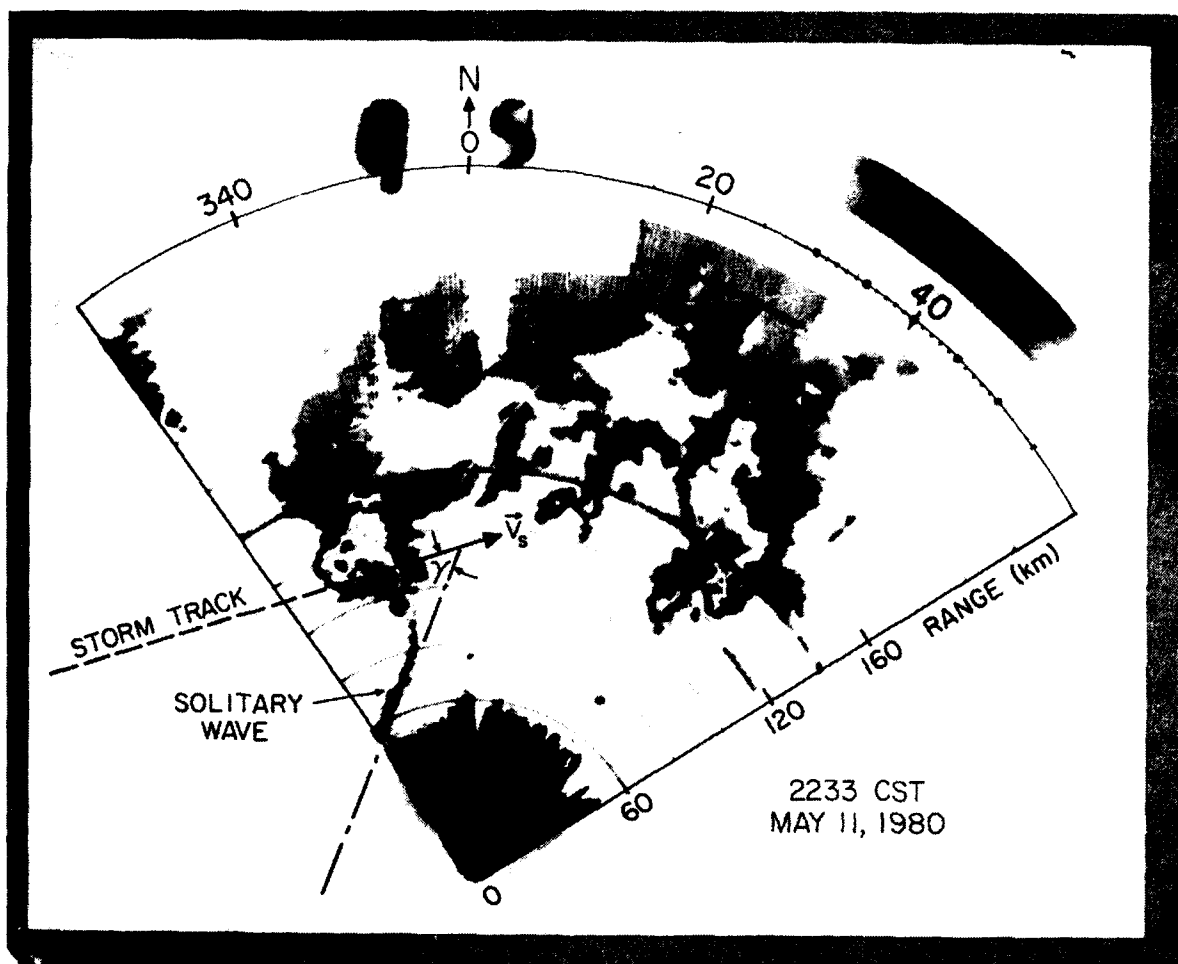 N
0
340
20
40
V⃗s
γ
STORM TRACK
RANGE (km)
160
SOLITARY
WAVE
120
60
2233 CST
MAY 11, 1980
0